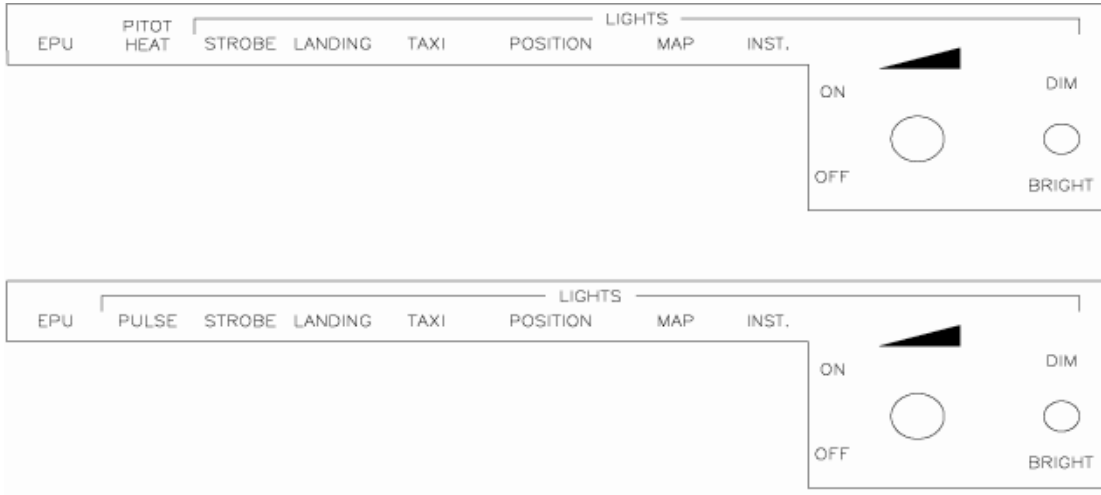 LIGHTS
PITOT
EPU HEAT STROBE LANDING TAXI POSITION MAP INST.
ON DIM
OFF BRIGHT
LIGHTS
EPU PULSE STROBE LANDING TAXI POSITION MAP INST.
ON DIM
OFF BRIGHT